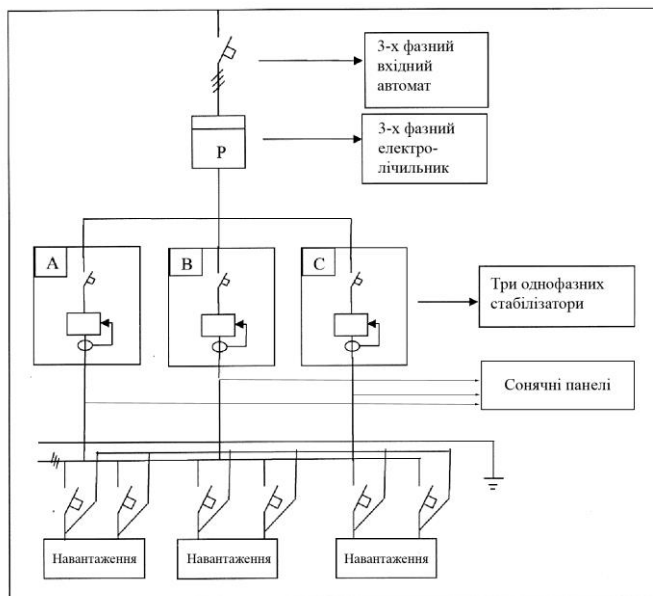 3-х фазний
вхідний
автомат
3-х фазний
електро-
лічильник
P
A
B
C
Три однофазних
стабілізатори
Сонячні панелі
Навантаження
Навантаження
Навантаження